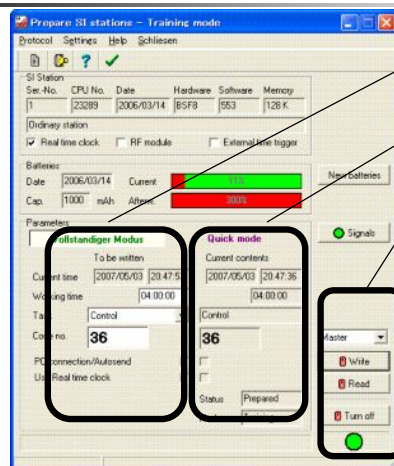 Prepare SI stations - Training mode
Protocol Settings Help Schliesen
SI Station
Ser.-No. CPU No. Date Hardware Software Memory
1 23289 2006/03/14 BSF8 553 128 K
Ordinary station
Real time clock RF module External time trigger
Batteries
Date 2006/03/14 Current 11%
New batteries
Cap. 1000 mAh Aftern. 300%
Parameters
Vollstandiger Modus Quick mode
Signals
To be written Current contents
Current time 2007/05/03 20:47:5 2007/05/03 20:47:36
Working time 04:00:00 04:00:00
Control Control
Code no. 36 36
Master
PC connection/Autosend
Write
Real time clock
Read
Status Prepared
Turn off